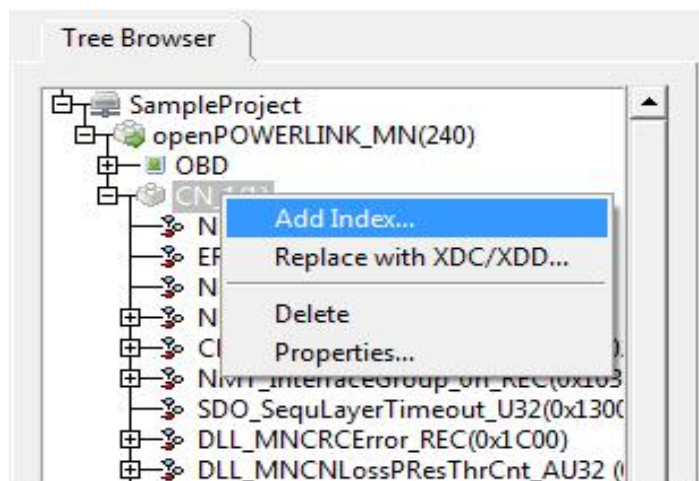 Tree Browser
SampleProject
openPOWERLINK_MN(240)
OBD
Add Index...
Replace with XDC/XDD...
Delete
Properties...
SDO_SequLayerTimeout_U32(0x1300
DLL_MNCRCError_REC(0x1C00)
DLL_MNCNLossPResThrCnt_AU32 (